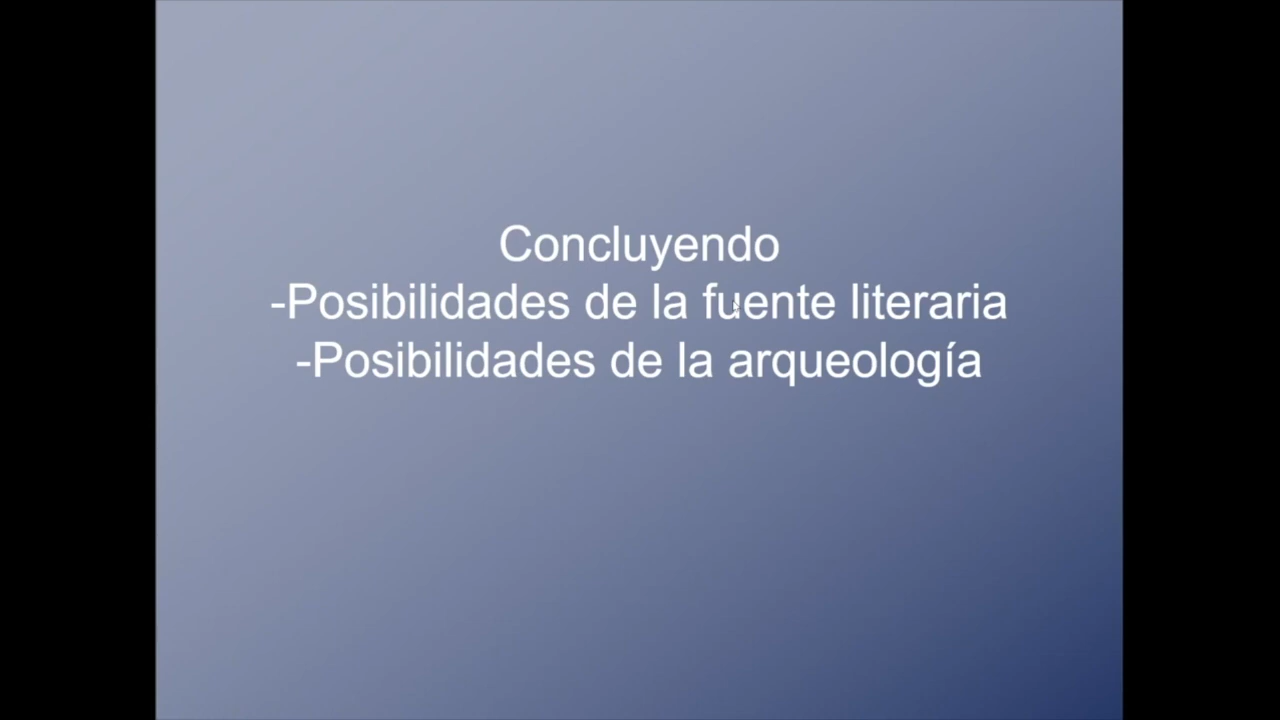 Concluyendo
-Posibilidades de la fuente literaria
-Posibilidades de la arqueología